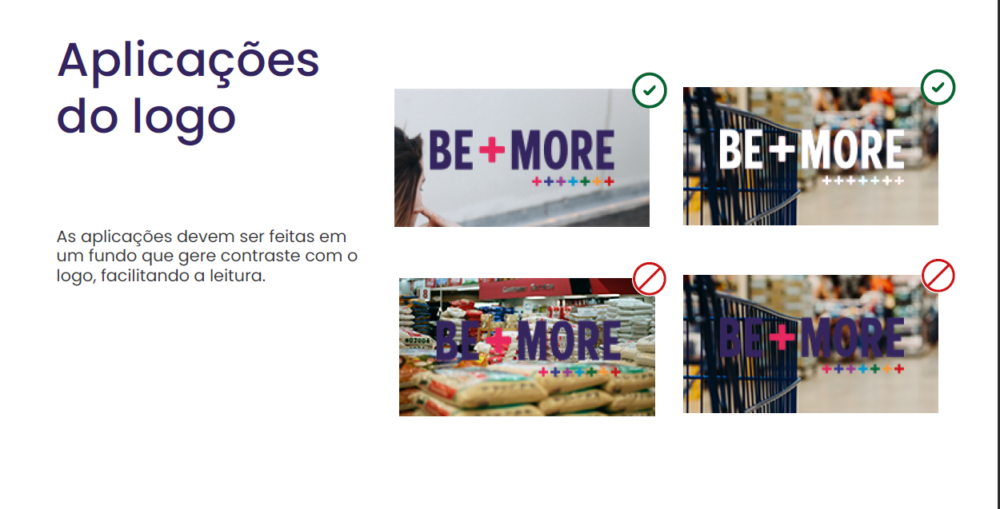 Aplicações
do logo
As aplicações devem ser feitas em
um fundo que gere contraste com o
logo, facilitando a leitura.
BE+MORE
+++++++
BE+MORE
+++++++
BE+MORE
+++++++
BE+MORE
+++++++